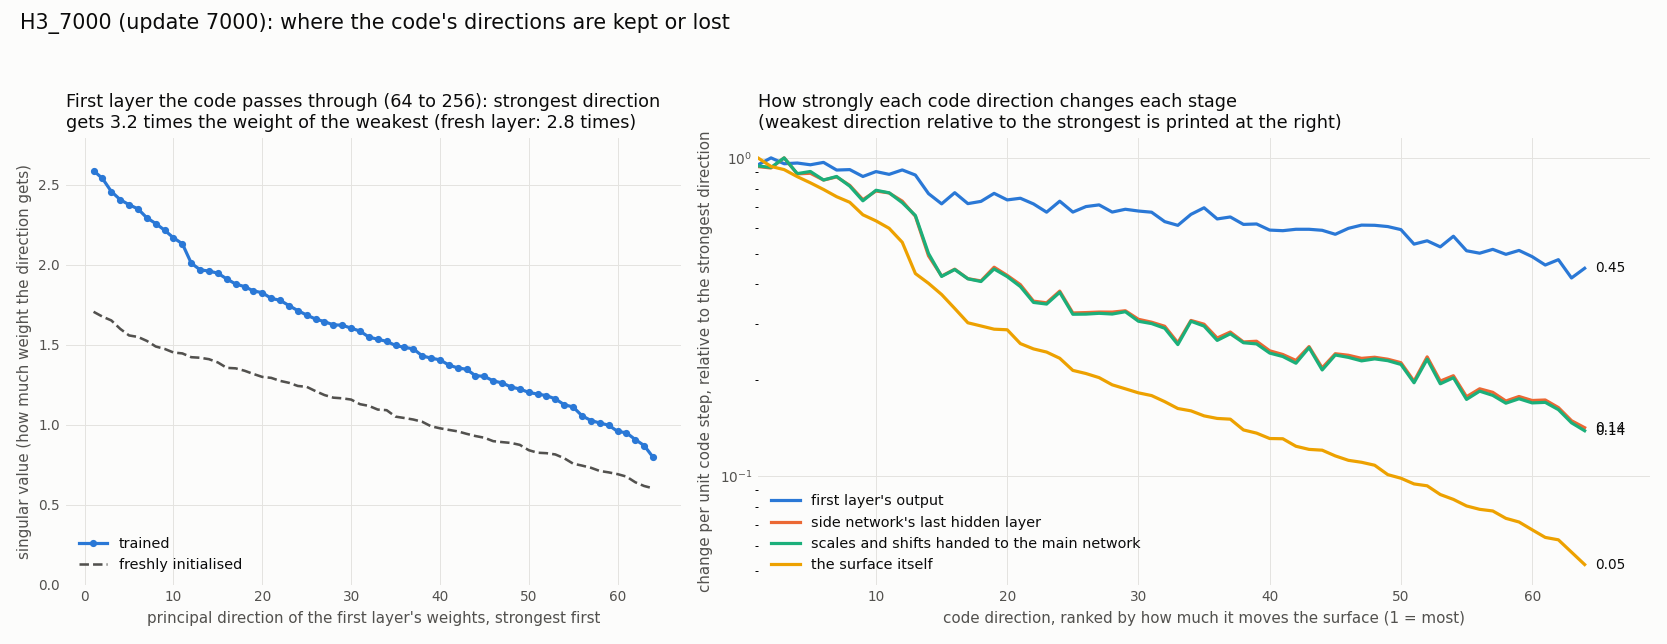 H3_7000 (update 7000): where the code's directions are kept or lost
First layer the code passes through (64 to 256): strongest direction
gets 3.2 times the weight of the weakest (fresh layer: 2.8 times)
singular value (how much weight the direction gets)
2.5
2.0
1.5
1.0
0.5
0.0
trained
freshly initialised
0
10
20
30
40
50
60
principal direction of the first layer's weights, strongest first
How strongly each code direction changes each stage
(weakest direction relative to the strongest is printed at the right)
change per unit code step, relative to the strongest direction
10⁰
10⁻¹
0.45
0.14
0.14
0.05
first layer's output
side network's last hidden layer
scales and shifts handed to the main network
the surface itself
10
20
30
40
50
60
code direction, ranked by how much it moves the surface (1 = most)